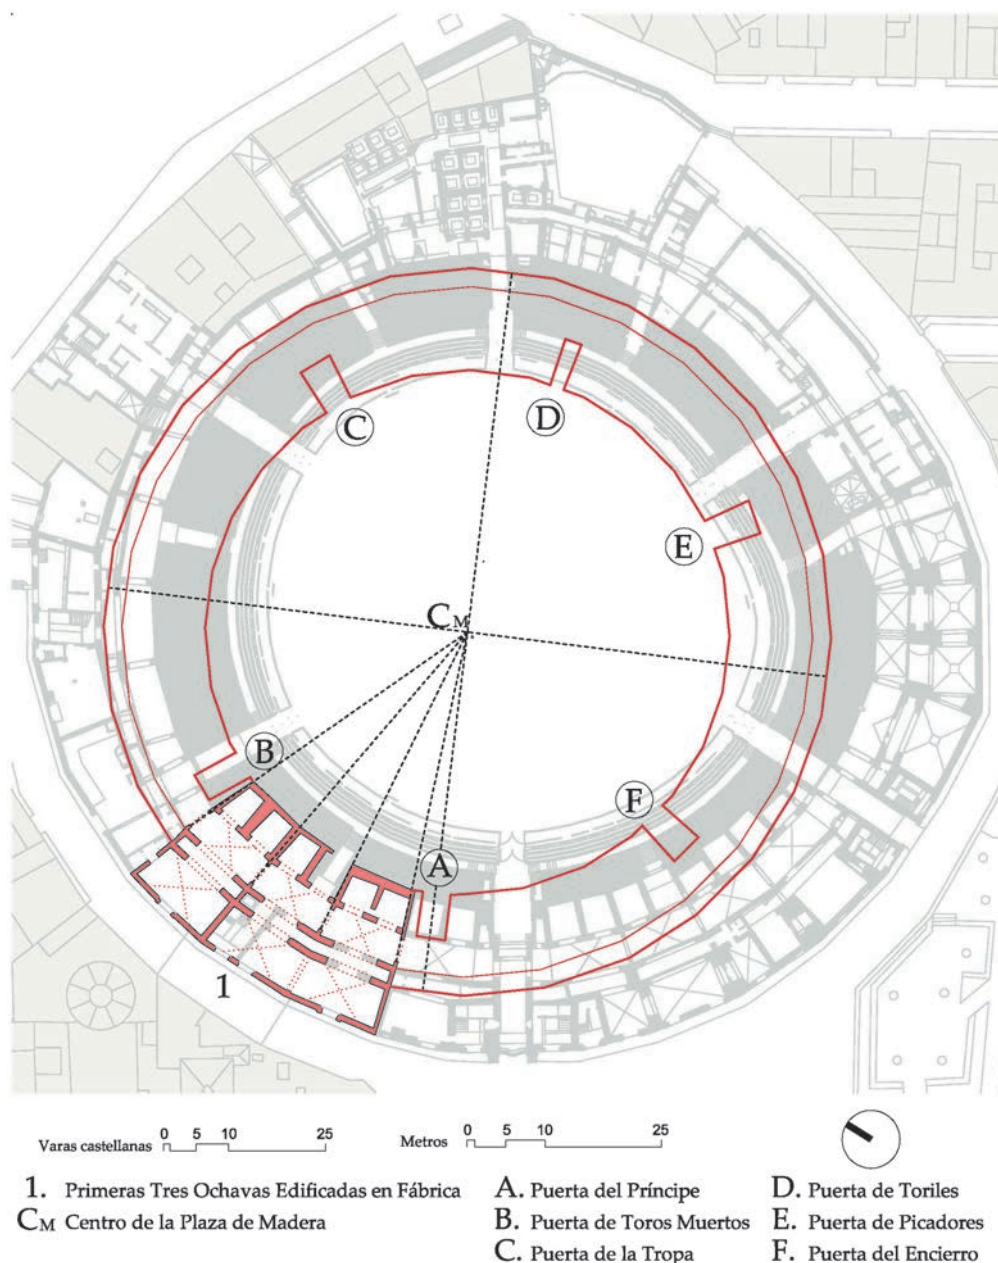 C
D
E
CM
B
F
A
1
Varas castellanas 0 5 10 25
Metros 0 5 10 25
1. Primeras Tres Ochavas Edificadas en Fábrica
CM Centro de la Plaza de Madera
A. Puerta del Príncipe
B. Puerta de Toros Muertos
C. Puerta de la Tropa
D. Puerta de Toriles
E. Puerta de Picadores
F. Puerta del Encierro